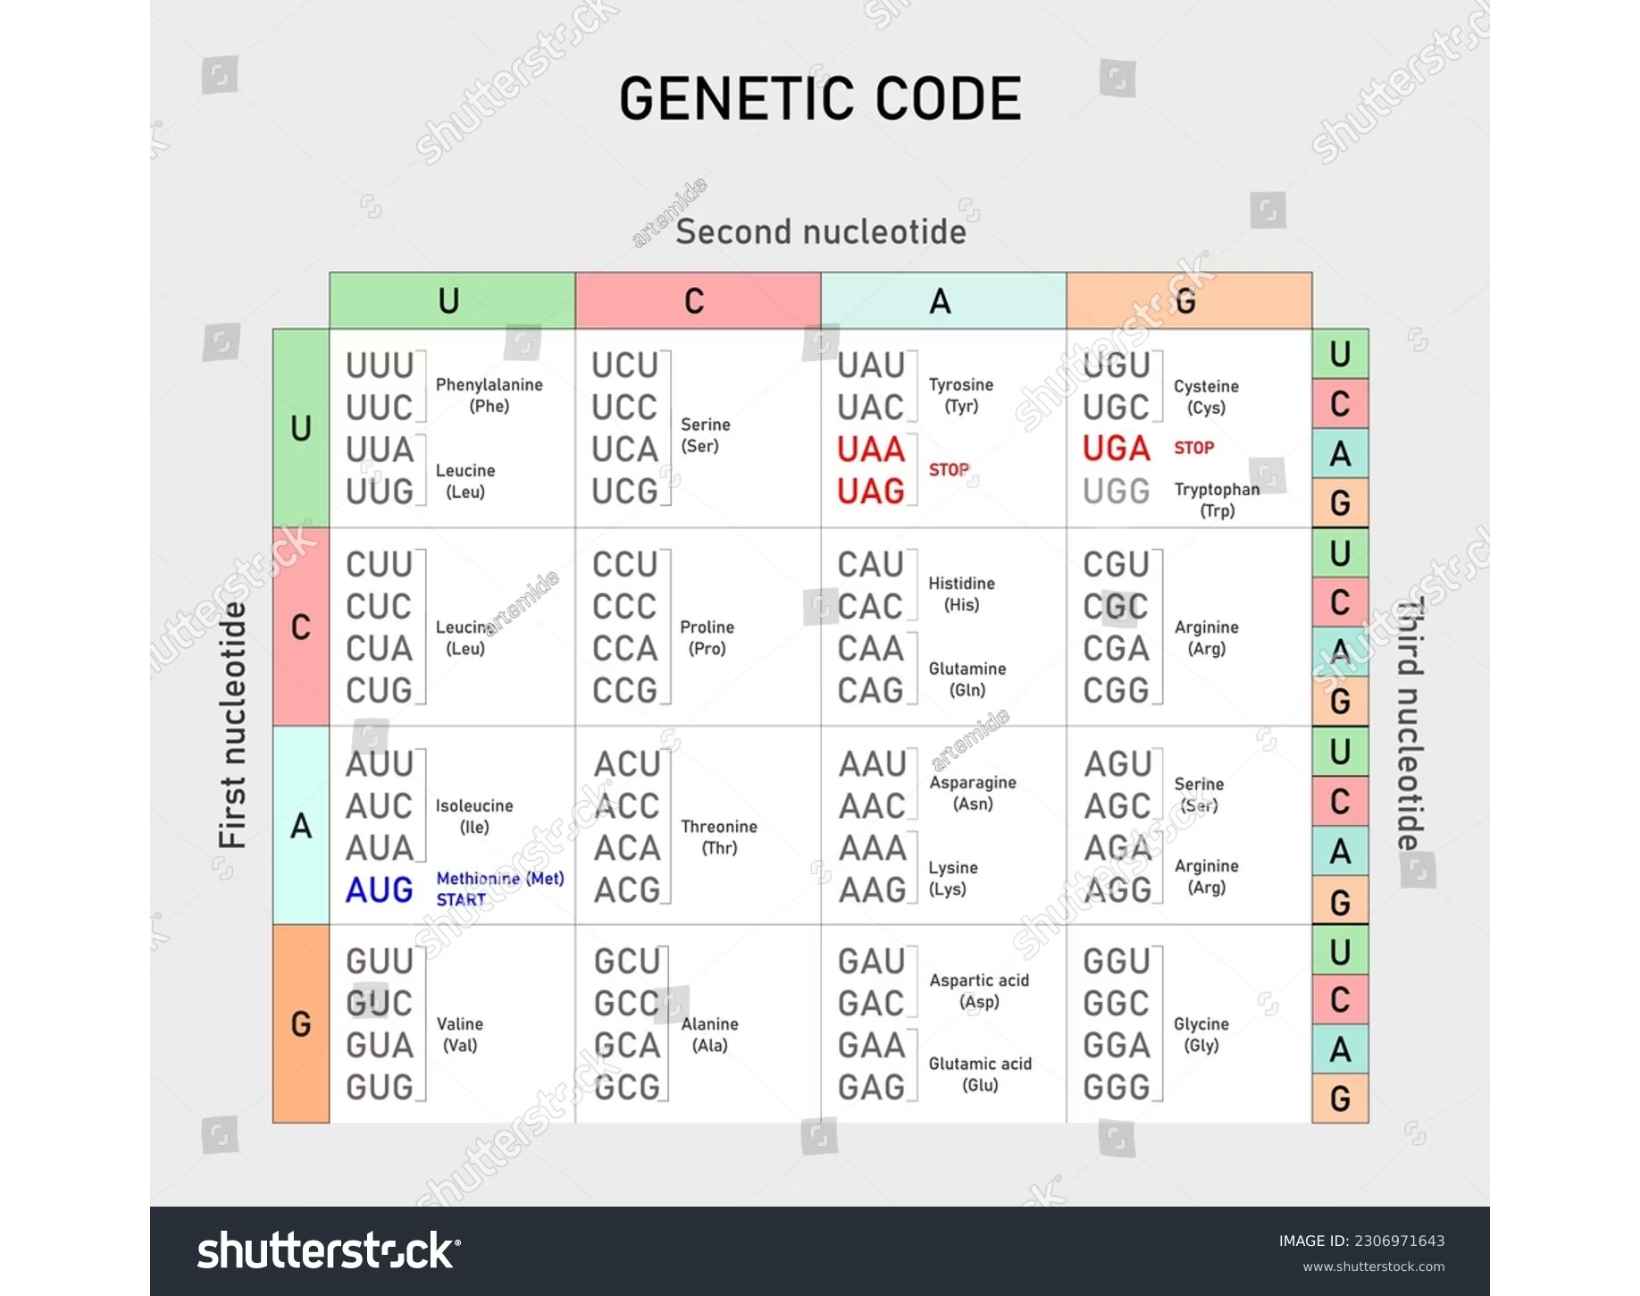 GENETIC CODE
Second nucleotide
U C A G
First nucleotide
Third nucleotide
U
UUU
UUC
Phenylalanine
(Phe)
UUA
UUG
Leucine
(Leu)
UCU
UCC
UCA
UCG
Serine
(Ser)
UAU
UAC
Tyrosine
(Tyr)
UAA
UAG
STOP
UGU
UGC
Cysteine
(Cys)
UGA
STOP
UGG
Tryptophan
(Trp)
U
C
A
G
C
CUU
CUC
CUA
CUG
Leucine
(Leu)
CCU
CCC
CCA
CCG
Proline
(Pro)
CAU
CAC
Histidine
(His)
CAA
CAG
Glutamine
(Gln)
CGU
CGC
CGA
CGG
Arginine
(Arg)
U
C
A
G
A
AUU
AUC
AUA
Isoleucine
(Ile)
AUG
Methionine (Met)
START
ACU
ACC
ACA
ACG
Threonine
(Thr)
AAU
AAC
Asparagine
(Asn)
AAA
AAG
Lysine
(Lys)
AGU
AGC
Serine
(Ser)
AGA
AGG
Arginine
(Arg)
U
C
A
G
G
GUU
GUC
GUA
GUG
Valine
(Val)
GCU
GCC
GCA
GCG
Alanine
(Ala)
GAU
GAC
Aspartic acid
(Asp)
GAA
GAG
Glutamic acid
(Glu)
GGU
GGC
GGA
GGG
Glycine
(Gly)
U
C
A
G
shutterstock
artemide
shutterstock
IMAGE ID: 2306971643
www.shutterstock.com